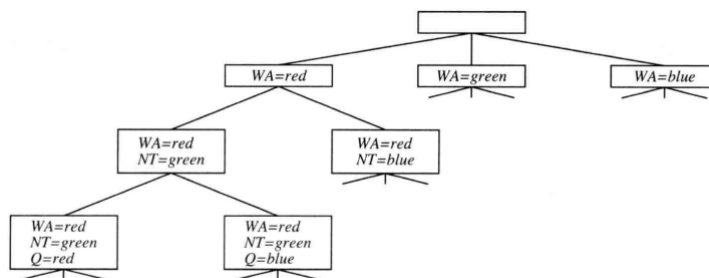 WA=red
WA=green
WA=blue
WA=red
NT=green
WA=red
NT=blue
WA=red
NT=green
Q=red
WA=red
NT=green
Q=blue